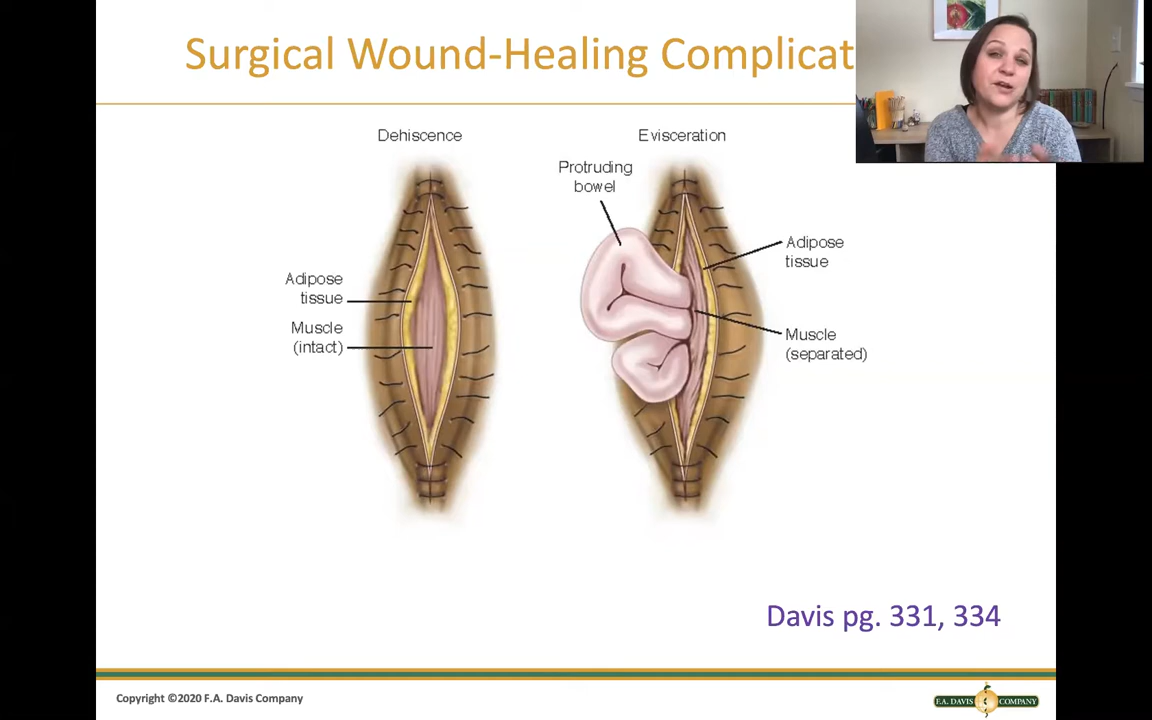 Surgical Wound-Healing Complicat
Dehiscence
Evisceration
Protruding
bowel
Adipose
tissue
Adipose
tissue
Muscle
(intact)
Muscle
(separated)
Davis pg. 331, 334
Copyright ©2020 F.A. Davis Company
F.A. DAVIS COMPANY